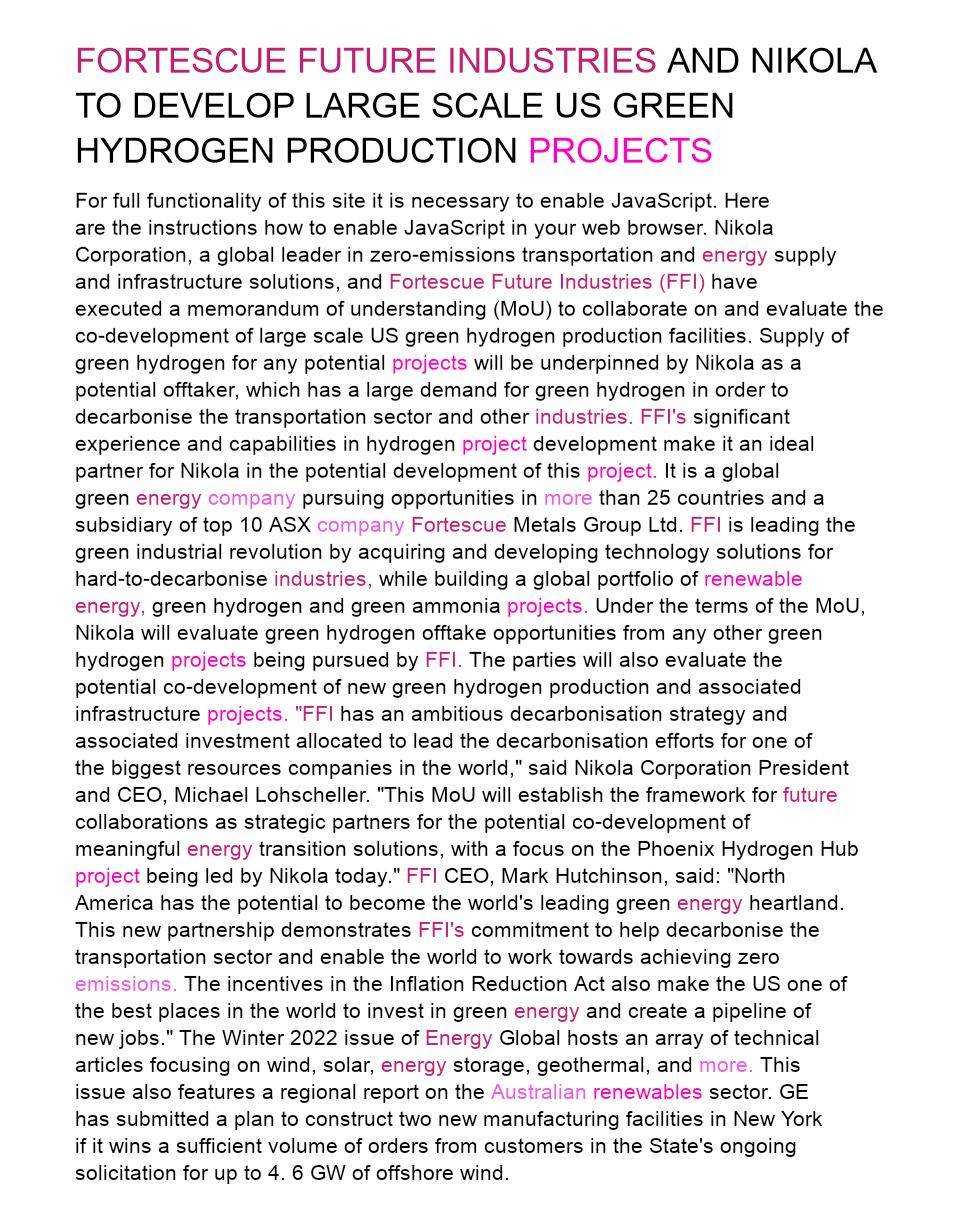 FORTESCUE FUTURE INDUSTRIES AND NIKOLA
TO DEVELOP LARGE SCALE US GREEN
HYDROGEN PRODUCTION PROJECTS
For full functionality of this site it is necessary to enable JavaScript. Here
are the instructions how to enable JavaScript in your web browser. Nikola
Corporation, a global leader in zero-emissions transportation and energy supply
and infrastructure solutions, and Fortescue Future Industries (FFI) have
executed a memorandum of understanding (MoU) to collaborate on and evaluate the
co-development of large scale US green hydrogen production facilities. Supply of
green hydrogen for any potential projects will be underpinned by Nikola as a
potential offtaker, which has a large demand for green hydrogen in order to
decarbonise the transportation sector and other industries. FFI's significant
experience and capabilities in hydrogen project development make it an ideal
partner for Nikola in the potential development of this project. It is a global
green energy company pursuing opportunities in more than 25 countries and a
subsidiary of top 10 ASX company Fortescue Metals Group Ltd. FFI is leading the
green industrial revolution by acquiring and developing technology solutions for
hard-to-decarbonise industries, while building a global portfolio of renewable
energy, green hydrogen and green ammonia projects. Under the terms of the MoU,
Nikola will evaluate green hydrogen offtake opportunities from any other green
hydrogen projects being pursued by FFI. The parties will also evaluate the
potential co-development of new green hydrogen production and associated
infrastructure projects. "FFI has an ambitious decarbonisation strategy and
associated investment allocated to lead the decarbonisation efforts for one of
the biggest resources companies in the world," said Nikola Corporation President
and CEO, Michael Lohscheller. "This MoU will establish the framework for future
collaborations as strategic partners for the potential co-development of
meaningful energy transition solutions, with a focus on the Phoenix Hydrogen Hub
project being led by Nikola today." FFI CEO, Mark Hutchinson, said: "North
America has the potential to become the world's leading green energy heartland.
This new partnership demonstrates FFI's commitment to help decarbonise the
transportation sector and enable the world to work towards achieving zero
emissions. The incentives in the Inflation Reduction Act also make the US one of
the best places in the world to invest in green energy and create a pipeline of
new jobs." The Winter 2022 issue of Energy Global hosts an array of technical
articles focusing on wind, solar, energy storage, geothermal, and more. This
issue also features a regional report on the Australian renewables sector. GE
has submitted a plan to construct two new manufacturing facilities in New York
if it wins a sufficient volume of orders from customers in the State's ongoing
solicitation for up to 4. 6 GW of offshore wind.